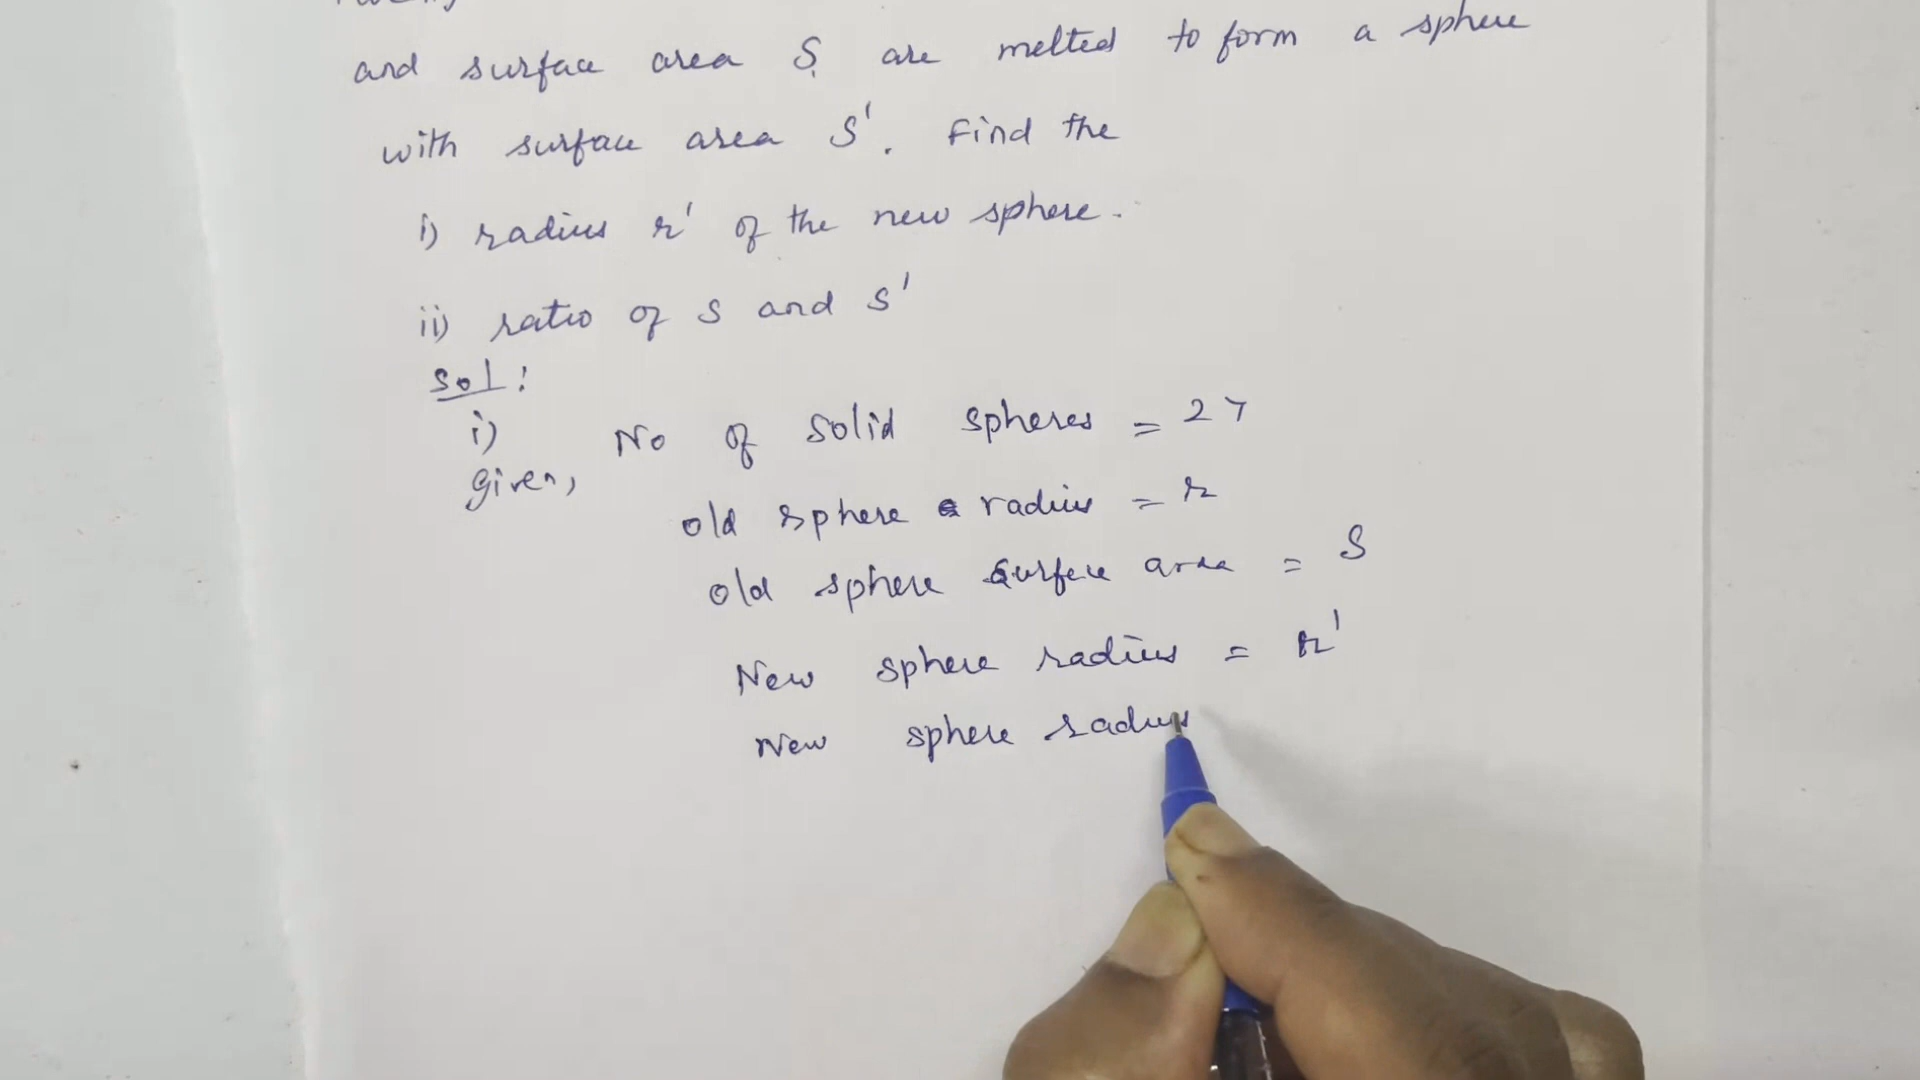 and surface area S are melted to form a sphere
with surface area S'. Find the
i) radius r' of the new sphere.
ii) ratio of S and S'
Sol:
i)
Given, No of solid spheres = 27
old sphere radius = r
old sphere surface area = S
New sphere radius = r'
New sphere radius